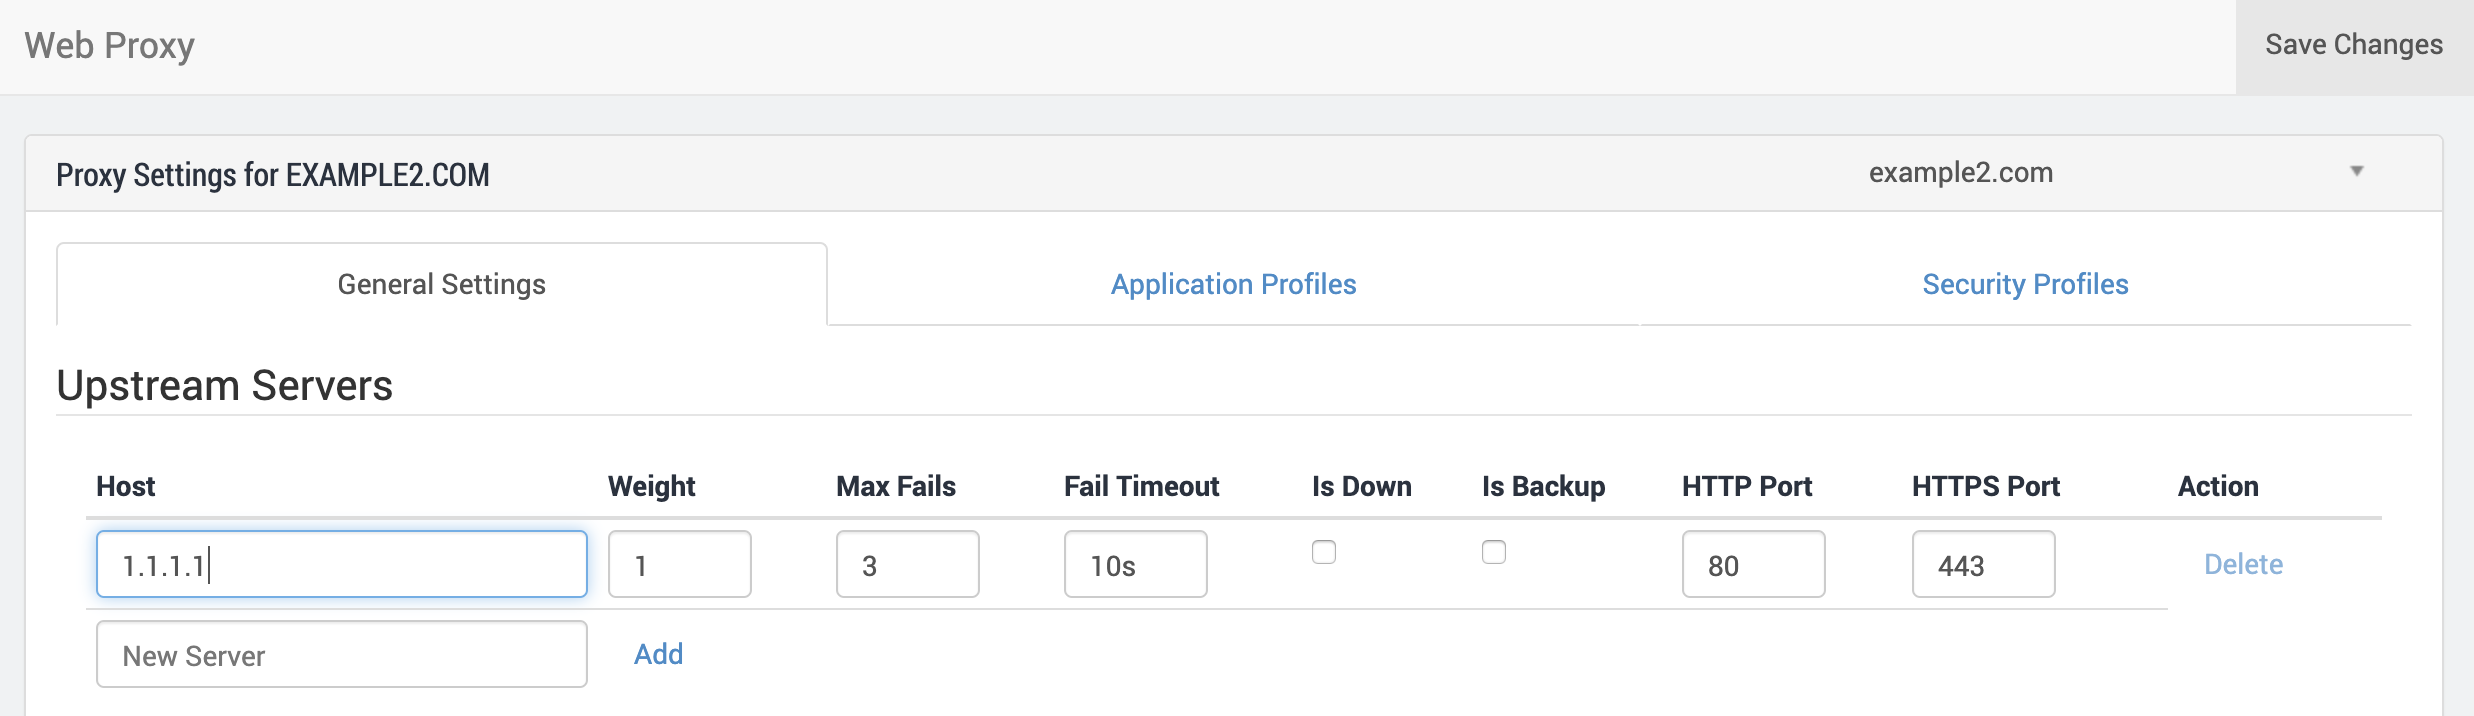 Web Proxy
Save Changes
Proxy Settings for EXAMPLE2.COM
example2.com
General Settings
Application Profiles
Security Profiles
Upstream Servers
Host Weight Max Fails Fail Timeout Is Down Is Backup HTTP Port HTTPS Port Action
1.1.1.1 1 3 10s 80 443 Delete
New Server Add